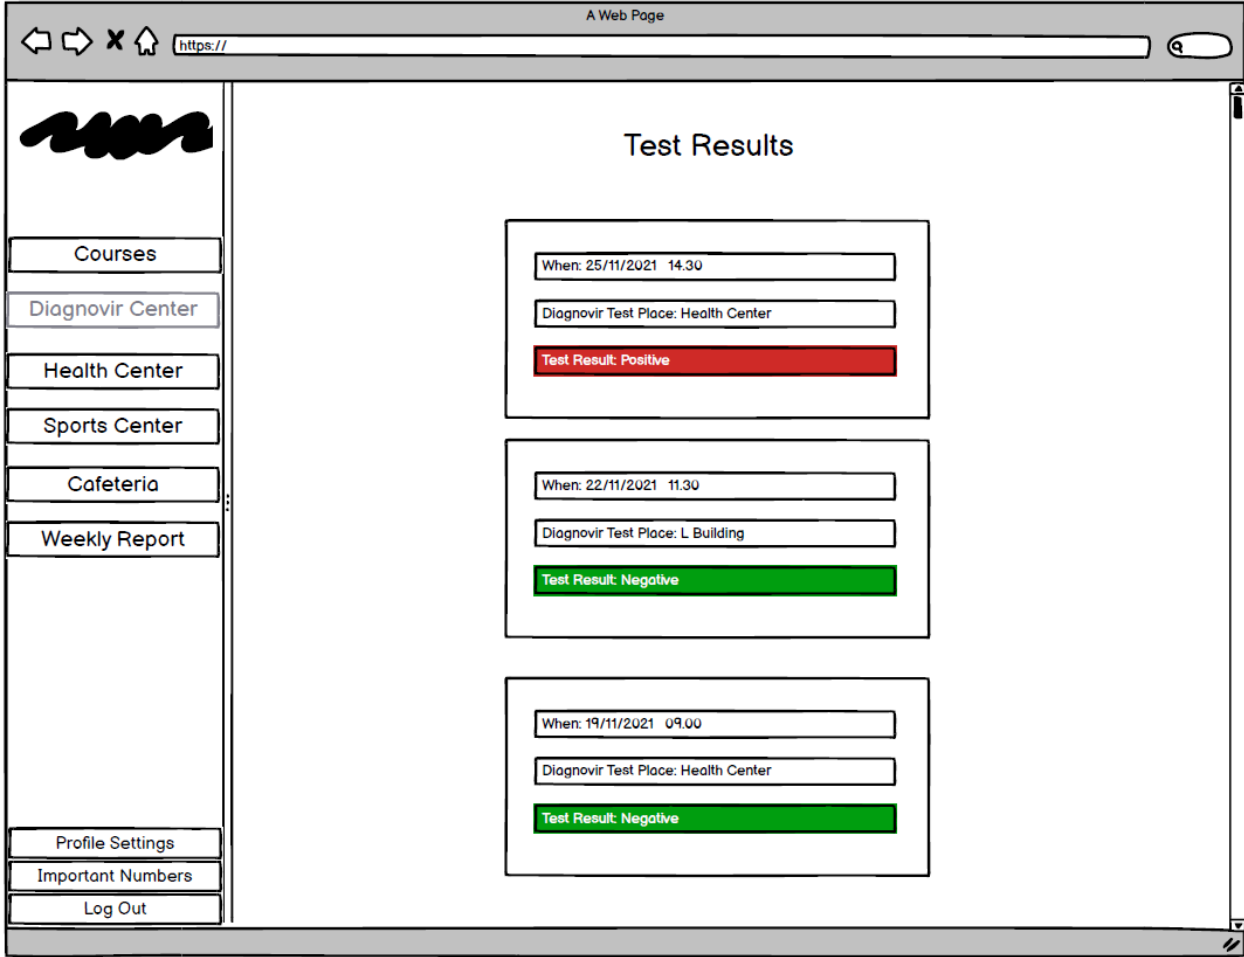 A Web Page
https://
Test Results
Courses
Diagnovir Center
Health Center
Sports Center
Cafeteria
Weekly Report
Profile Settings
Important Numbers
Log Out
When: 25/11/2021 14.30
Diagnovir Test Place: Health Center
Test Result: Positive
When: 22/11/2021 11.30
Diagnovir Test Place: L Building
Test Result: Negative
When: 19/11/2021 09.00
Diagnovir Test Place: Health Center
Test Result: Negative